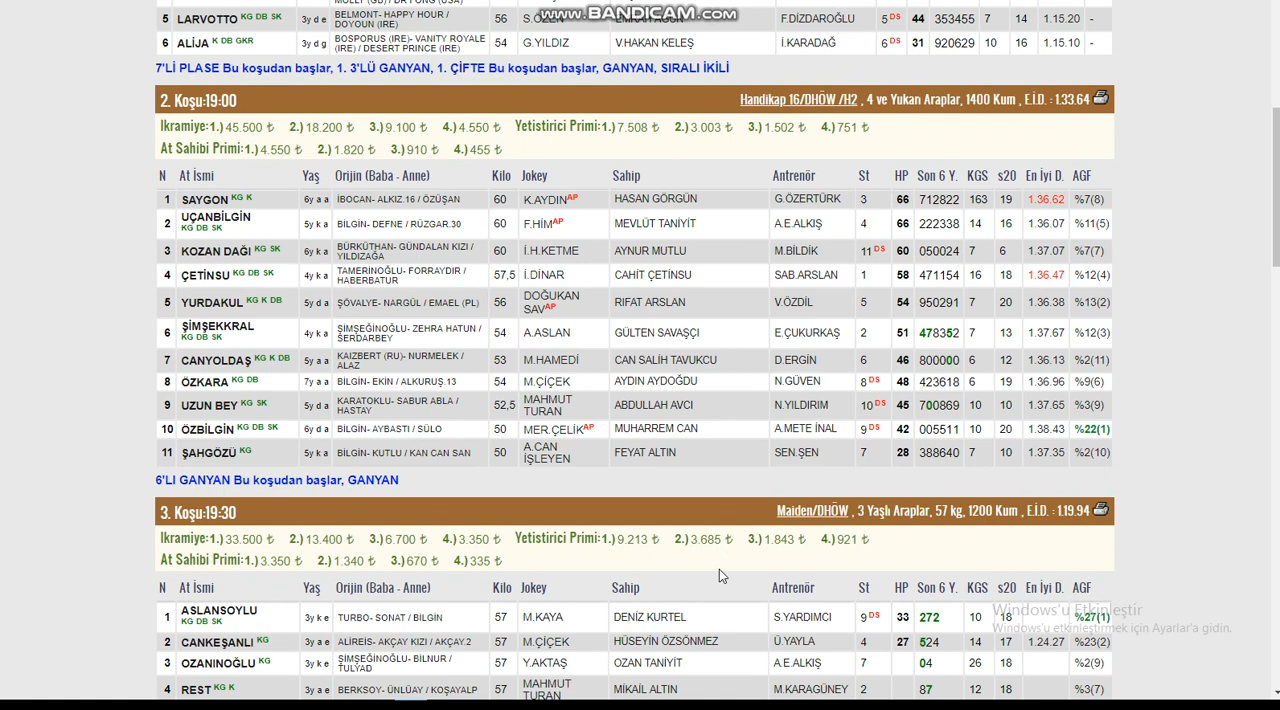 MOLLY (GB) / DR FONG (USA)
www.BANDICAM.com
5 LARVOTTO KG DB SK 3y d e BELMONT- HAPPY HOUR / DOYOUN (IRE) 56 F.DİZDAROĞLU 5 DS 44 353455 7 14 1.15.20 -
6 ALİJA K DB GKR 3y d g BOSPORUS (IRE)- VANITY ROYALE (IRE) / DESERT PRINCE (IRE) 54 G.YILDIZ V.HAKAN KELEŞ İ.KARADAĞ 6 DS 31 920629 10 16 1.15.10 -
7'Lİ PLASE Bu koşudan başlar, 1. 3'LÜ GANYAN, 1. ÇİFTE Bu koşudan başlar, GANYAN, SIRALI İKİLİ
2. Koşu:19:00 Handikap 16/DHÖW /H2 , 4 ve Yukarı Araplar, 1400 Kum , E.İ.D. : 1.33.64
Ikramiye: 1.) 45.500 ₺ 2.) 18.200 ₺ 3.) 9.100 ₺ 4.) 4.550 ₺ Yetistirici Primi: 1.) 7.508 ₺ 2.) 3.003 ₺ 3.) 1.502 ₺ 4.) 751 ₺
At Sahibi Primi: 1.) 4.550 ₺ 2.) 1.820 ₺ 3.) 910 ₺ 4.) 455 ₺
N At İsmi Yaş Orijin (Baba - Anne) Kilo Jokey Sahip Antrenör St HP Son 6 Y. KGS s20 En İyi D. AGF
1 SAYGON KG K 6y a a İBOCAN- ALKIZ.16 / ÖZÜŞAN 60 K.AYDIN AP HASAN GÖRGÜN G.ÖZERTÜRK 3 66 712822 163 19 1.36.62 %7(8)
2 UÇANBİLGİN KG DB SK 5y k a BİLGİN- DEFNE / RÜZGAR.30 60 F.HİM AP MEVLÜT TANİYİT A.E.ALKIŞ 4 66 222338 14 16 1.36.07 %11(5)
3 KOZAN DAĞI KG SK 6y k a BÜRKÜTHAN- GÜNDALAN KIZI / YILDIZAĞA 60 İ.H.KETME AYNUR MUTLU M.BİLDİK 11 DS 60 050024 7 6 1.37.07 %7(7)
4 ÇETİNSU KG DB SK 4y k a TAMERİNOĞLU- FORRAYDIR / HABERBATUR 57,5 İ.DİNAR CAHİT ÇETİNSU SAB.ARSLAN 1 58 471154 16 18 1.36.47 %12(4)
5 YURDAKUL KG K DB 5y d a ŞÖVALYE- NARGÜL / EMAEL (PL) 56 DOĞUKAN SAV AP RIFAT ARSLAN V.ÖZDİL 5 54 950291 7 20 1.36.38 %13(2)
6 ŞİMŞEKKRAL KG DB SK 4y k a ŞİMŞEĞİNOĞLU- ZEHRA HATUN / SERDARBEY 54 A.ASLAN GÜLTEN SAVAŞÇI E.ÇUKURKAŞ 2 51 478352 7 13 1.37.67 %12(3)
7 CANYOLDAŞ KG K DB 5y a a KAIZBERT (RU)- NURMELEK / ALAZ 53 M.HAMEDİ CAN SALİH TAVUKCU D.ERGİN 6 46 800000 6 12 1.36.13 %2(11)
8 ÖZKARA KG DB 7y a a BİLGİN- EKİN / ALKURUŞ.13 54 M.ÇİÇEK AYDIN AYDOĞDU N.GÜVEN 8 DS 48 423618 6 19 1.36.96 %9(6)
9 UZUN BEY KG SK 5y d a KARATOKLU- SABUR ABLA / HASTAY 52,5 MAHMUT TURAN ABDULLAH AVCI N.YILDIRIM 10 DS 45 700869 10 10 1.37.65 %3(9)
10 ÖZBİLGİN KG DB SK 6y d a BİLGİN- AYBASTI / SÜLO 50 MER.ÇELİK AP MUHARREM CAN A.METE İNAL 9 DS 42 005511 10 20 1.38.43 %22(1)
11 ŞAHGÖZÜ KG 5y k a BİLGİN- KUTLU / KAN CAN SAN 50 A.CAN İŞLEYEN FEYAT ALTIN SEN.ŞEN 7 28 388640 7 10 1.37.35 %2(10)
6'LI GANYAN Bu koşudan başlar, GANYAN
3. Koşu:19:30 Maiden/DHÖW , 3 Yaşlı Araplar, 57 kg, 1200 Kum , E.İ.D. : 1.19.94
Ikramiye: 1.) 33.500 ₺ 2.) 13.400 ₺ 3.) 6.700 ₺ 4.) 3.350 ₺ Yetistirici Primi: 1.) 9.213 ₺ 2.) 3.685 ₺ 3.) 1.843 ₺ 4.) 921 ₺
At Sahibi Primi: 1.) 3.350 ₺ 2.) 1.340 ₺ 3.) 670 ₺ 4.) 335 ₺
N At İsmi Yaş Orijin (Baba - Anne) Kilo Jokey Sahip Antrenör St HP Son 6 Y. KGS s20 En İyi D. AGF
1 ASLANSOYLU KG DB SK 3y k e TURBO- SONAT / BİLGİN 57 M.KAYA DENİZ KURTEL S.YARDIMCI 9 DS 33 272 10 18 %27(1)
Windows'u Etkinleştir
Windows'u etkinleştirmek için Ayarlar'a gidin.
2 CANKEŞANLI KG 3y a e ALİREİS- AKÇAY KIZI / AKÇAY.2 57 M.ÇİÇEK HÜSEYİN ÖZSÖNMEZ Ü.YAYLA 4 27 524 14 17 1.24.27 %23(2)
3 OZANINOĞLU KG 3y k e ŞİMŞEĞİNOĞLU- BİLNUR / TULYAD 57 Y.AKTAŞ OZAN TANİYİT A.E.ALKIŞ 7 04 26 18 %2(9)
4 REST KG K 3y a e BERKSOY- ÜNLÜAY / KOŞAYALP 57 MAHMUT TURAN MİKAİL ALTIN M.KARAGÜNEY 2 87 12 18 %3(7)